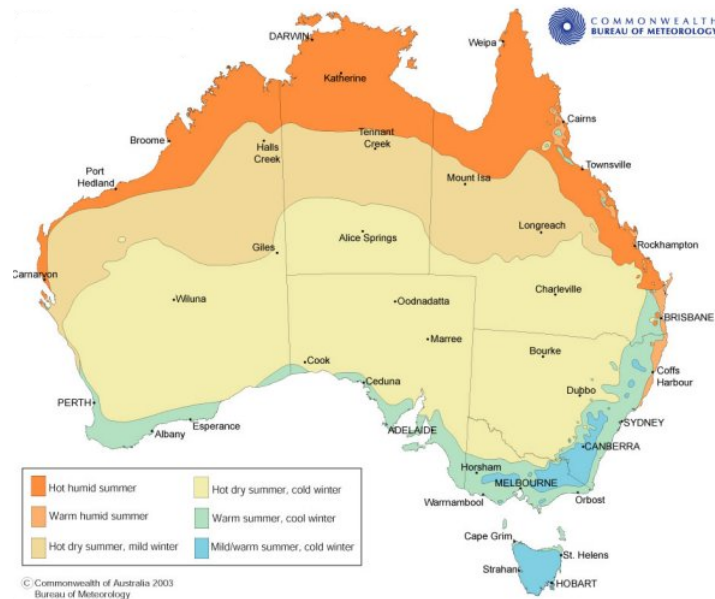 COMMONWEALTH
BUREAU OF METEOROLOGY
DARWIN
Weipa
Katherine
Cairns
Broome
Halls
Creek
Tennant
Creek
Townsville
Port
Hedland
Mount Isa
Longreach
Rockhampton
Giles
Alice Springs
Carnarvon
Wiluna
Oodnadatta
Charleville
BRISBANE
Marree
Bourke
Cook
Coffs
Harbour
Ceduna
Dubbo
PERTH
Esperance
Albany
ADELAIDE
SYDNEY
CANBERRA
Horsham
MELBOURNE
Warrnambool
Orbost
Hot humid summer
Hot dry summer, cold winter
Warm humid summer
Warm summer, cool winter
Hot dry summer, mild winter
Mild/warm summer, cold winter
Cape Grim
St. Helens
Strahan
HOBART
© Commonwealth of Australia 2003
Bureau of Meteorology